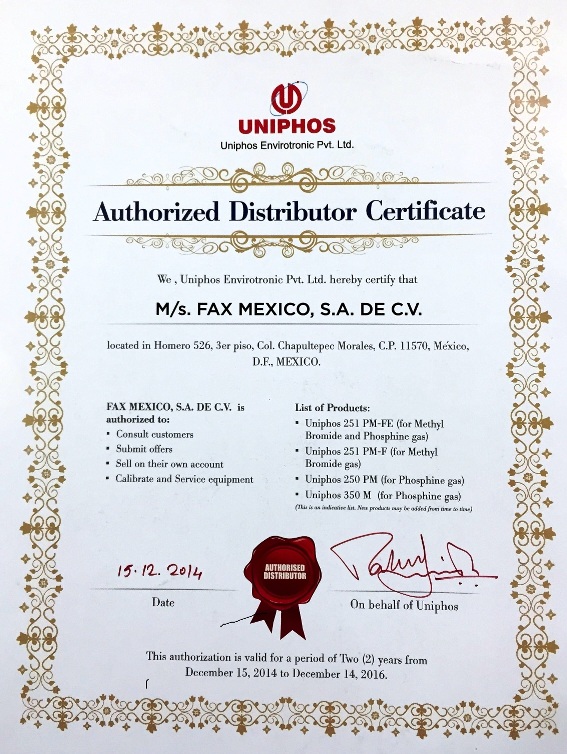 UNIPHOS
Uniphos Envirotronic Pvt. Ltd.
Authorized Distributor Certificate
We , Uniphos Envirotronic Pvt. Ltd. hereby certify that
M/s. FAX MEXICO, S.A. DE C.V.
located in Homero 526, 3er piso, Col. Chapultepec Morales, C.P. 11570, México,
D.F., MEXICO.
FAX MEXICO, S.A. DE C.V. is
authorized to:
▪ Consult customers
▪ Submit offers
▪ Sell on their own account
▪ Calibrate and Service equipment
List of Products:
▪ Uniphos 251 PM-FE (for Methyl
Bromide and Phosphine gas)
▪ Uniphos 251 PM-F (for Methyl
Bromide gas)
▪ Uniphos 250 PM (for Phosphine gas)
▪ Uniphos 350 M (for Phosphine gas)
(This is an indicative list. New products may be added from time to time)
15.12.2014
Date
AUTHORISED
DISTRIBUTOR
On behalf of Uniphos
This authorization is valid for a period of Two (2) years from
December 15, 2014 to December 14, 2016.